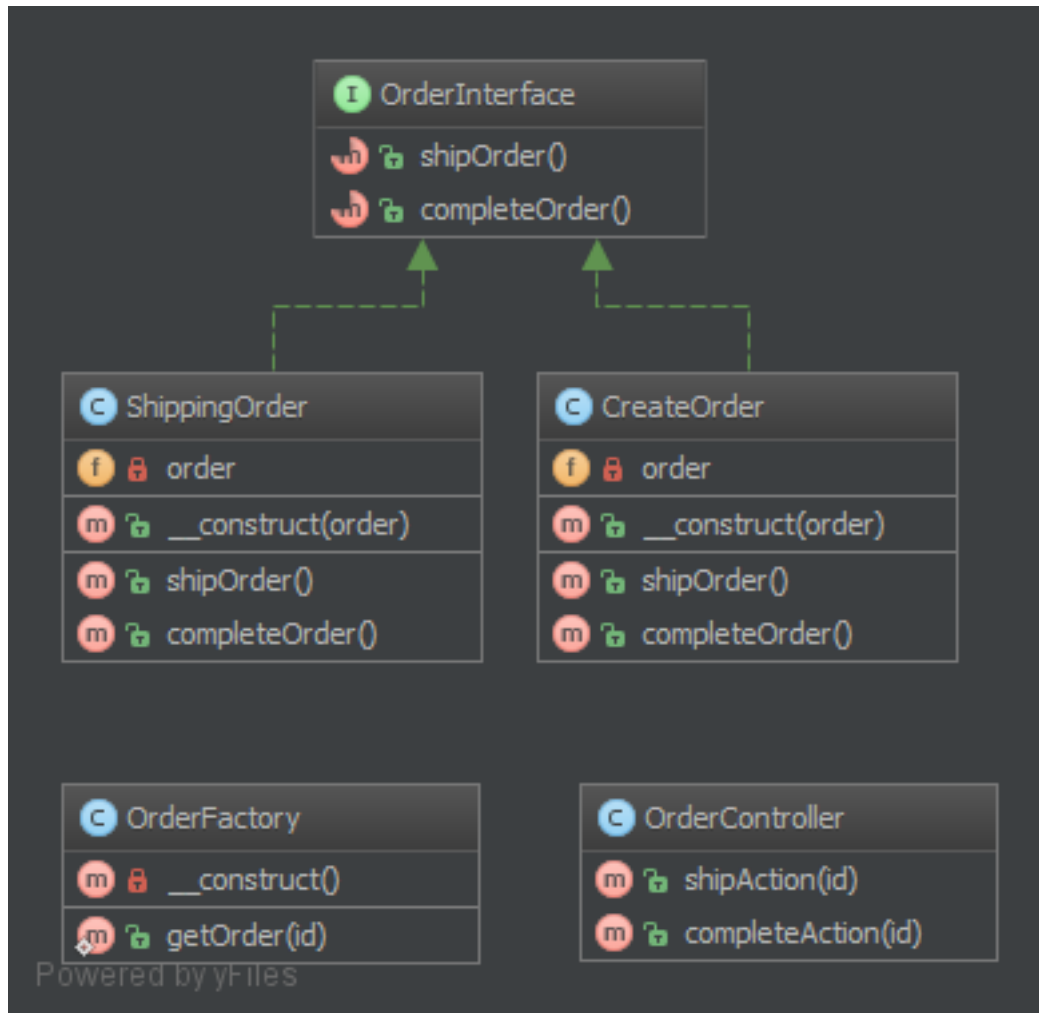 I OrderInterface
m shipOrder()
m completeOrder()
C ShippingOrder
f order
m __construct(order)
m shipOrder()
m completeOrder()
C CreateOrder
f order
m __construct(order)
m shipOrder()
m completeOrder()
C OrderFactory
m __construct()
m getOrder(id)
C OrderController
m shipAction(id)
m completeAction(id)
Powered by yFiles